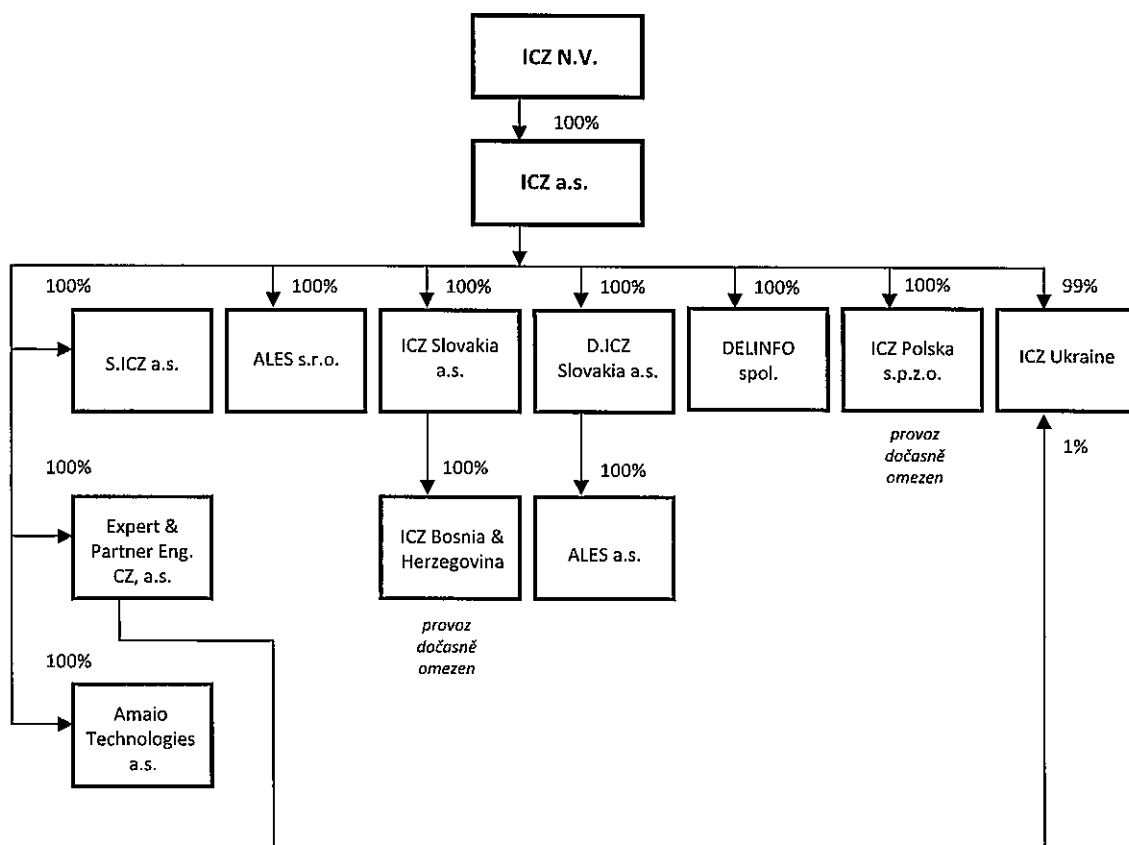 ICZ N.V.
100%
ICZ a.s.
100%
100%
100%
100%
100%
100%
99%
S.ICZ a.s.
ALES s.r.o.
ICZ Slovakia
a.s.
D.ICZ
Slovakia a.s.
DELINFO
spol.
ICZ Polska
s.p.z.o.
ICZ Ukraine
provoz
dočasně
omezen
1%
100%
100%
100%
Expert &
Partner Eng.
CZ, a.s.
ICZ Bosnia &
Herzegovina
ALES a.s.
provoz
dočasně
omezen
100%
Amaio
Technologies
a.s.